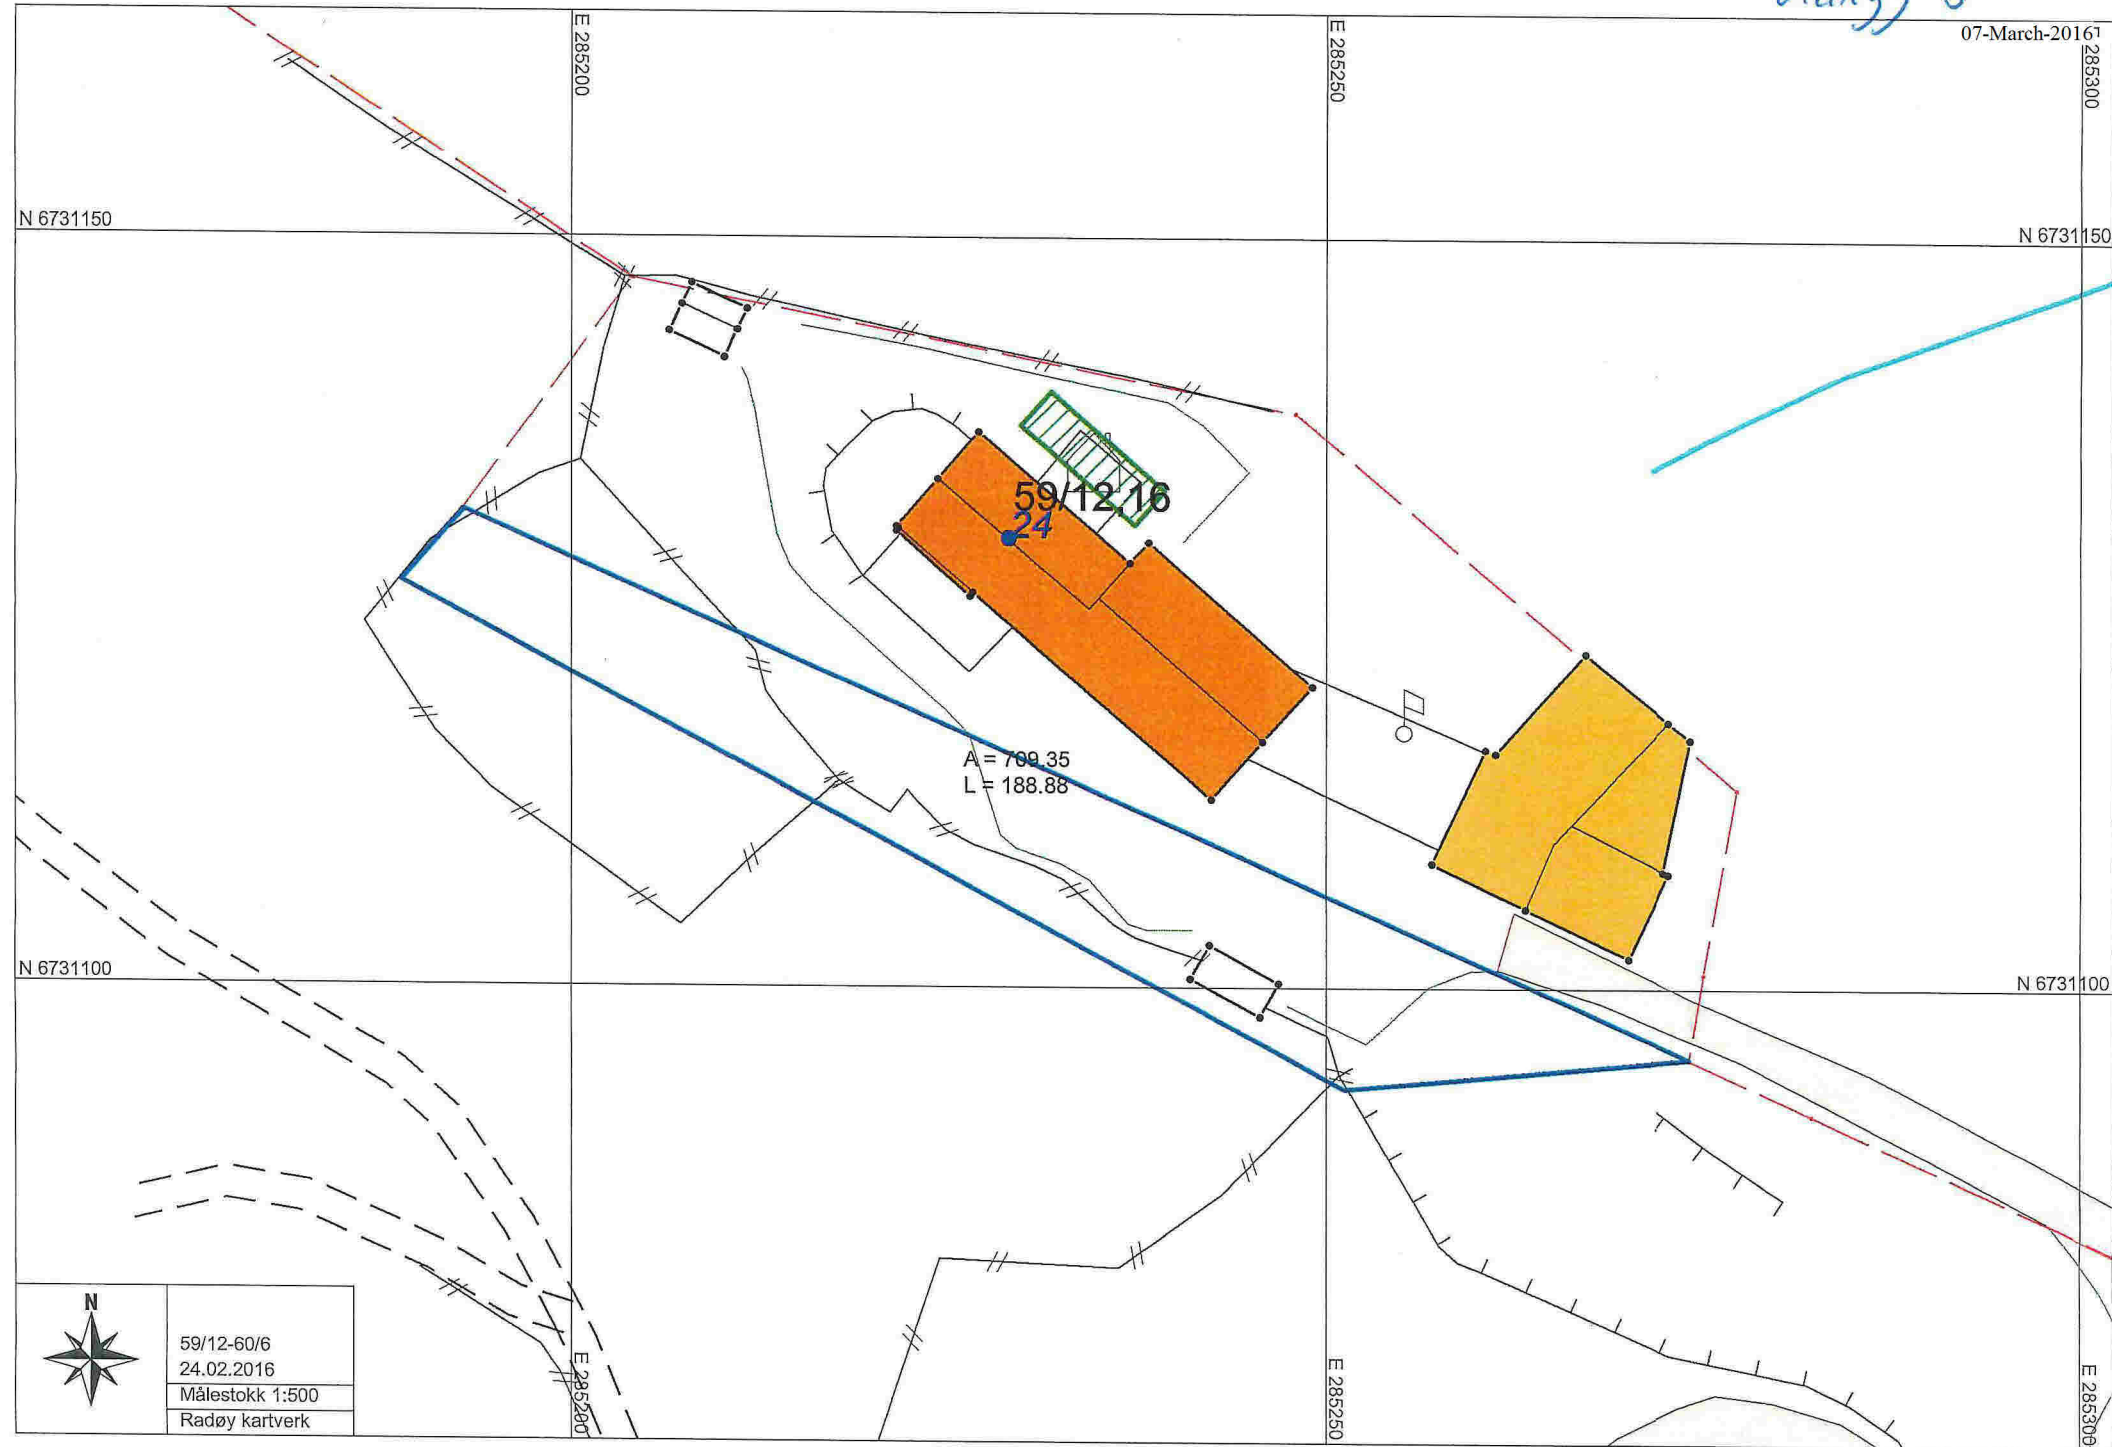 07-March-2016
E 285200
E 285250
285300
N 6731150
N 6731150
59/12,16
24
A = 709.35
L = 188.88
N 6731100
N 6731100
N
59/12-60/6
24.02.2016
Målestokk 1:500
Radøy kartverk
E 285200
E 285250
E 285300